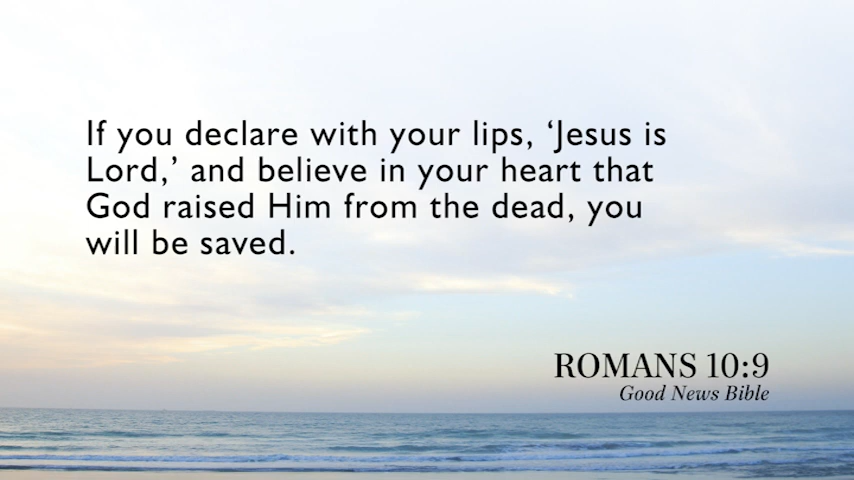 If you declare with your lips, ‘Jesus is
Lord,’ and believe in your heart that
God raised Him from the dead, you
will be saved.
ROMANS 10:9
Good News Bible